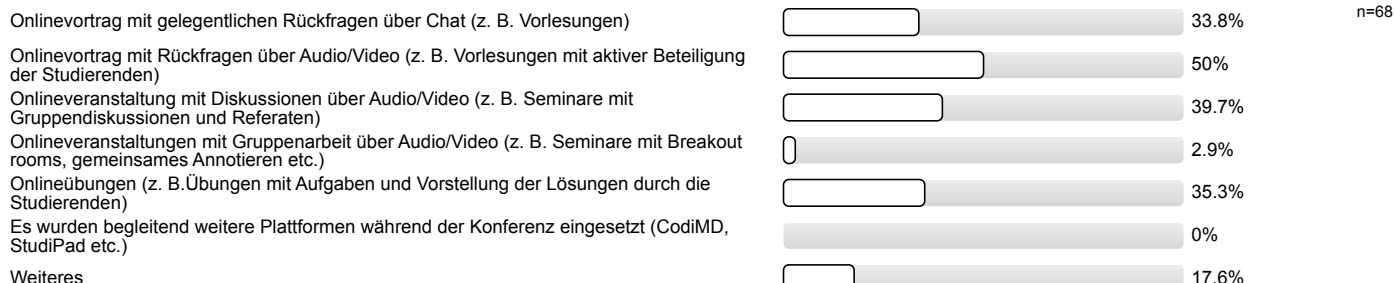 Onlinevortrag mit gelegentlichen Rückfragen über Chat (z. B. Vorlesungen) 33.8% n=68
Onlinevortrag mit Rückfragen über Audio/Video (z. B. Vorlesungen mit aktiver Beteiligung
der Studierenden) 50%
Onlineveranstaltung mit Diskussionen über Audio/Video (z. B. Seminare mit
Gruppendiskussionen und Referaten) 39.7%
Onlineveranstaltungen mit Gruppenarbeit über Audio/Video (z. B. Seminare mit Breakout
rooms, gemeinsames Annotieren etc.) 2.9%
Onlineübungen (z. B.Übungen mit Aufgaben und Vorstellung der Lösungen durch die
Studierenden) 35.3%
Es wurden begleitend weitere Plattformen während der Konferenz eingesetzt (CodiMD,
StudiPad etc.) 0%
Weiteres 17.6%